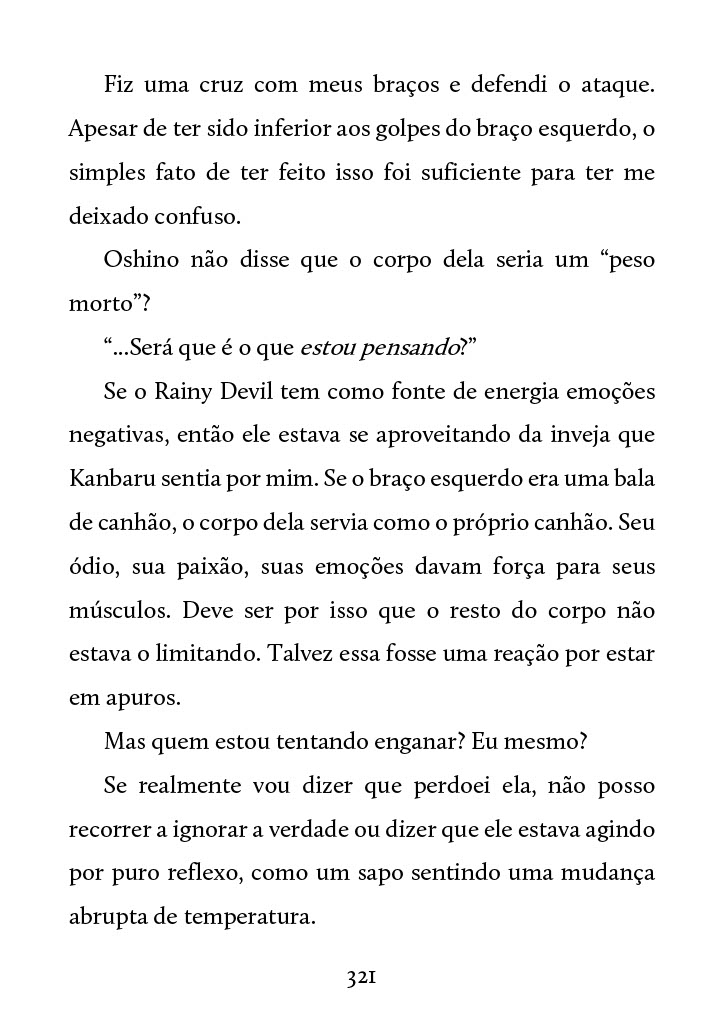 Fiz uma cruz com meus braços e defendi o ataque.
Apesar de ter sido inferior aos golpes do braço esquerdo, o
simples fato de ter feito isso foi suficiente para ter me
deixado confuso.
Oshino não disse que o corpo dela seria um “peso
morto”?
“...Será que é o que estou pensando?”
Se o Rainy Devil tem como fonte de energia emoções
negativas, então ele estava se aproveitando da inveja que
Kanbaru sentia por mim. Se o braço esquerdo era uma bala
de canhão, o corpo dela servia como o próprio canhão. Seu
ódio, sua paixão, suas emoções davam força para seus
músculos. Deve ser por isso que o resto do corpo não
estava o limitando. Talvez essa fosse uma reação por estar
em apuros.
Mas quem estou tentando enganar? Eu mesmo?
Se realmente vou dizer que perdoei ela, não posso
recorrer a ignorar a verdade ou dizer que ele estava agindo
por puro reflexo, como um sapo sentindo uma mudança
abrupta de temperatura.
321